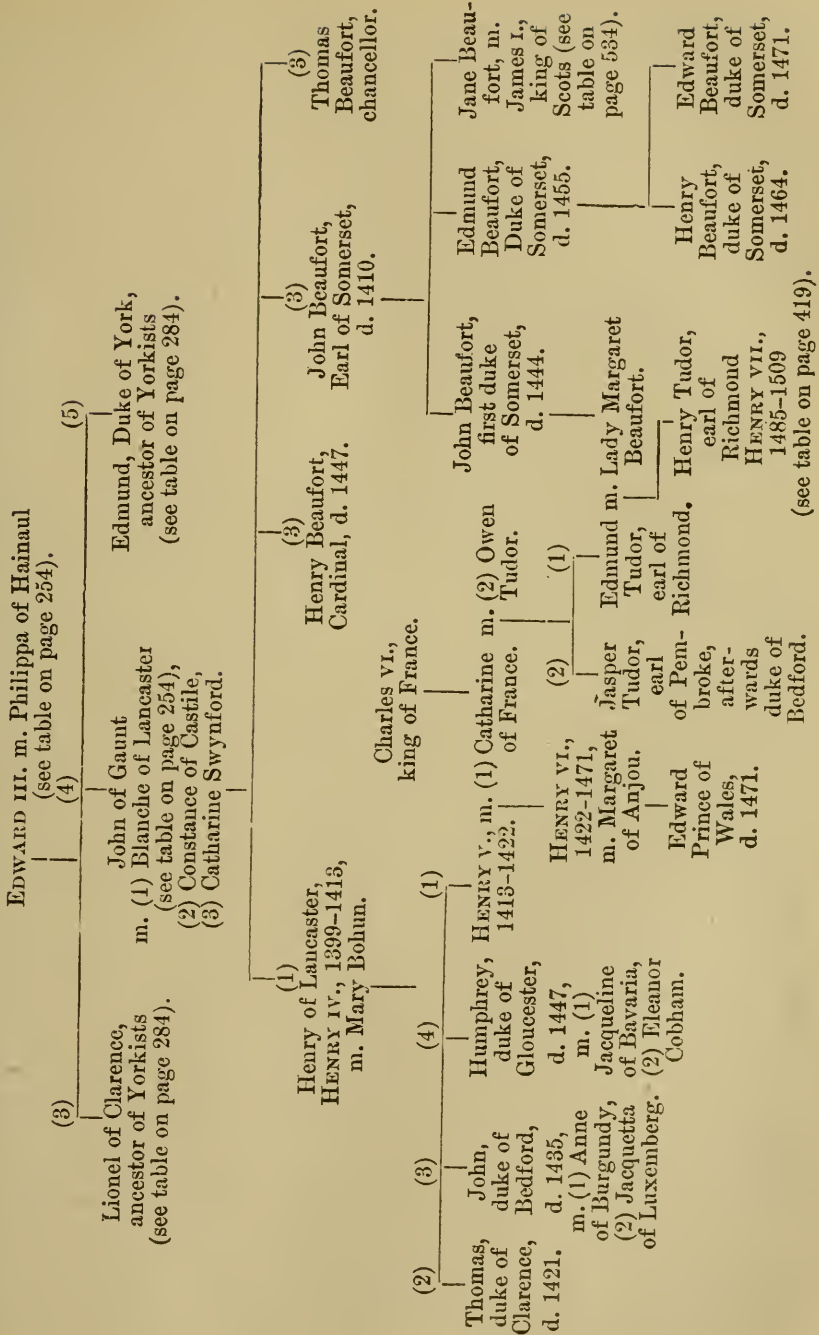 EDWARD III. m. Philippa of Hainaul
(see table on page 254).
(3)
Lionel of Clarence,
ancestor of Yorkists
(see table on page 284).
(4)
John of Gaunt
m. (1) Blanche of Lancaster
(see table on page 254),
(2) Constance of Castile,
(3) Catharine Swynford.
(5)
Edmund, Duke of York,
ancestor of Yorkists
(see table on page 284).
(1)
Henry of Lancaster,
HENRY IV., 1399–1413,
m. Mary Bohun.
(3)
Henry Beaufort,
Cardinal, d. 1447.
(3)
John Beaufort,
Earl of Somerset,
d. 1410.
(3)
Thomas
Beaufort,
chancellor.
Charles VI.,
king of France.
(2)
Thomas,
duke of
Clarence,
d. 1421.
(3)
John,
duke of
Bedford,
d. 1435,
m. (1) Anne
of Burgundy,
(2) Jacquetta
of Luxemberg.
(4)
Humphrey,
duke of
Gloucester,
d. 1447,
m. (1)
Jacqueline
of Bavaria,
(2) Eleanor
Cobham.
(1)
HENRY V., m. (1) Catharine m. (2) Owen
1413–1422. of France. Tudor.
HENRY VI.,
1422–1471,
m. Margaret
of Anjou.
Edward
Prince of
Wales,
d. 1471.
(2)
Jasper
Tudor,
earl
of Pem-
broke,
after-
wards
duke of
Bedford.
(1)
Edmund m. Lady Margaret
Tudor, Beaufort.
earl of
Richmond.
John Beaufort,
first duke
of Somerset,
d. 1444.
Edmund
Beaufort,
Duke of
Somerset,
d. 1455.
Jane Beau-
fort, m.
James I.,
king of
Scots (see
table on
page 534).
Henry Tudor,
earl of
Richmond
HENRY VII.,
1485–1509
(see table on page 419).
Henry
Beaufort,
duke of
Somerset,
d. 1464.
Edward
Beaufort,
duke of
Somerset,
d. 1471.